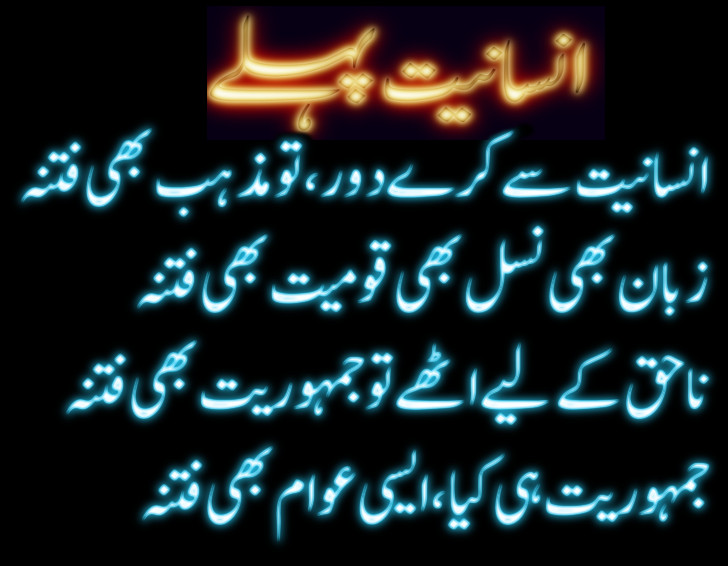 انسانیت پہلے ہے
انسانیت سے کرے دور، تو مذہب بھی فتنہ
زبان بھی نسل بھی قومیت بھی فتنہ
ناحق کے لیے اٹھے تو جمہوریت بھی فتنہ
جمہوریت ہی کیا، ایسی عوام بھی فتنہ